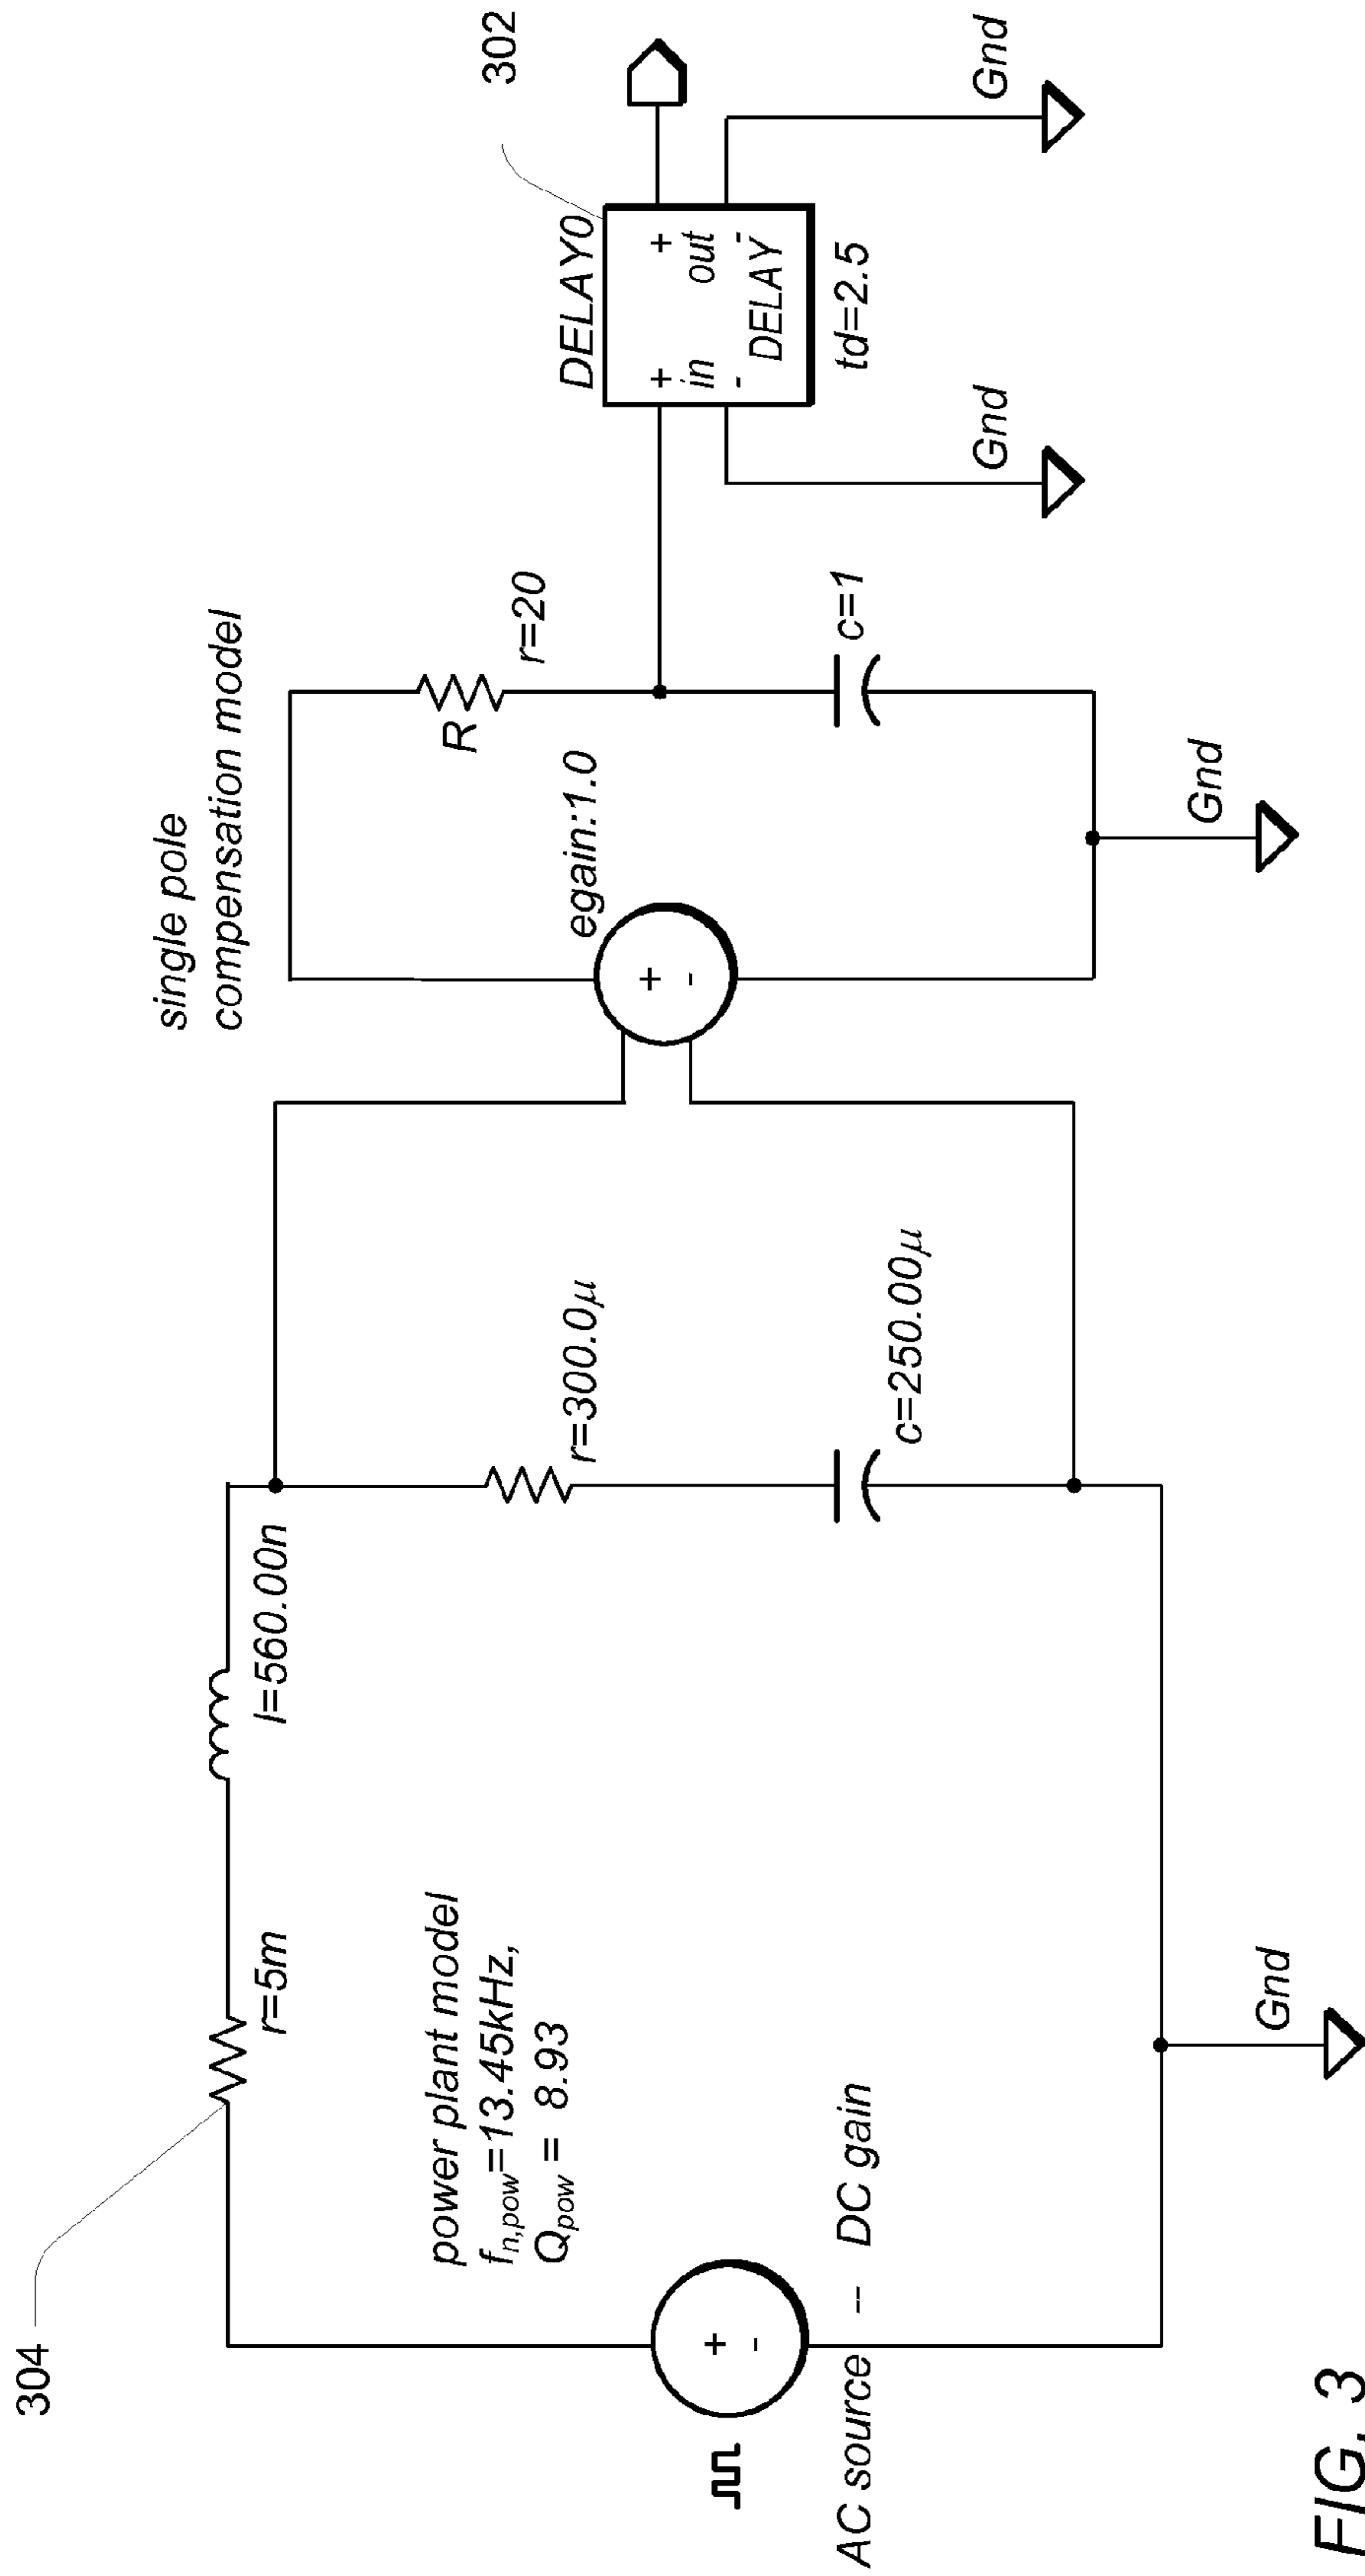 304
r=5m
l=560.00n
power plant model
fn,pow=13.45kHz,
Qpow = 8.93
+
-
AC source -- DC gain
Gnd
r=300.0μ
c=250.00μ
single pole
compensation model
egain:1.0
+
-
R
r=20
c=1
Gnd
302
DELAY0
+ +
in out
- -
DELAY
td=2.5
Gnd
Gnd
FIG. 3